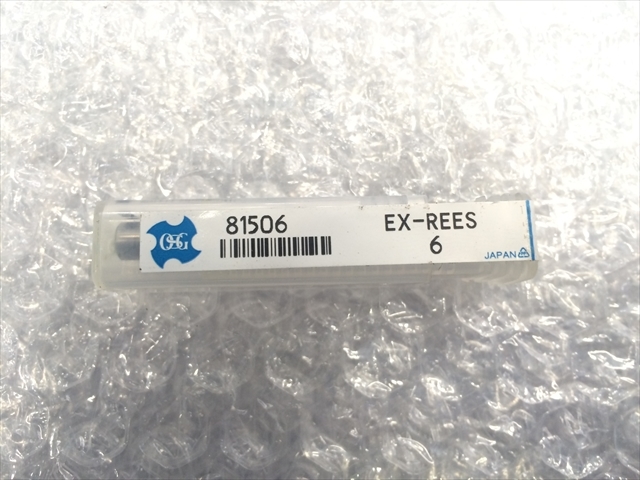 OSG
81506
EX-REES
6
JAPAN